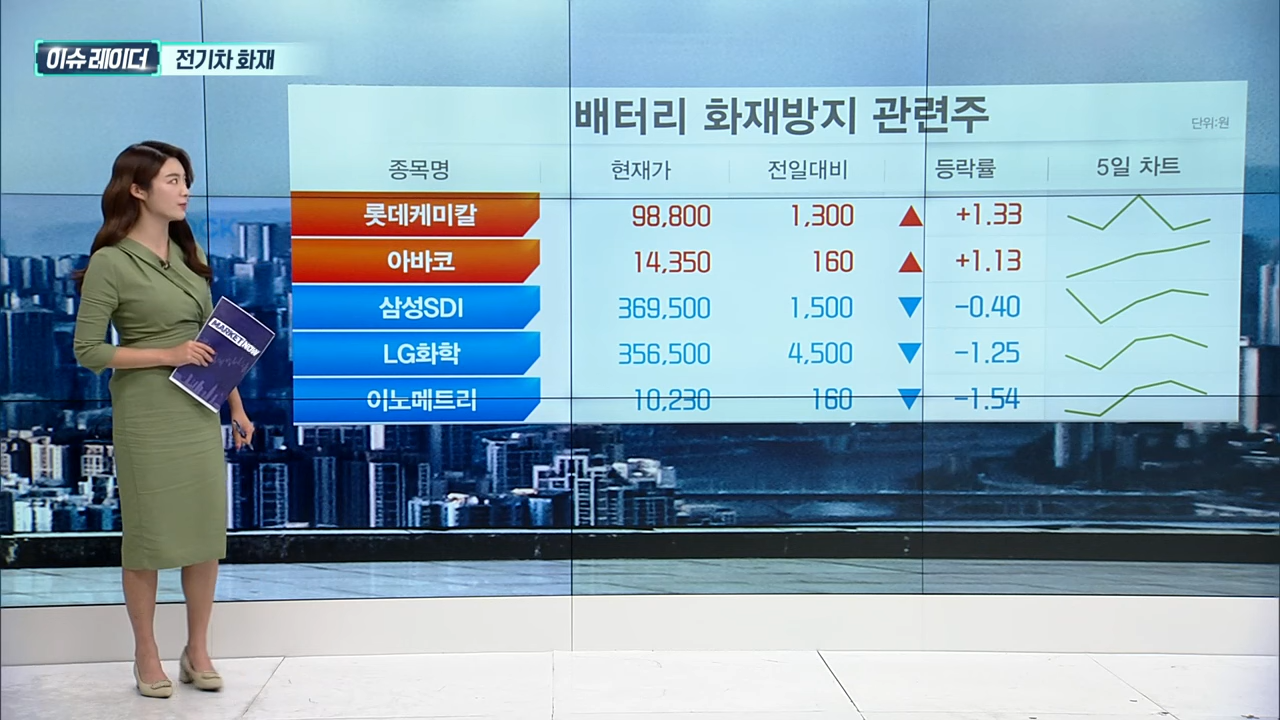 이슈 레이더 전기차 화재
배터리 화재방지 관련주
단위:원
종목명 현재가 전일대비 등락률 5일 차트
롯데케미칼 98,800 1,300 ▲ +1.33
아바코 14,350 160 ▲ +1.13
삼성SDI 369,500 1,500 ▼ -0.40
LG화학 356,500 4,500 ▼ -1.25
이노메트리 10,230 160 ▼ -1.54
MARKET NOW